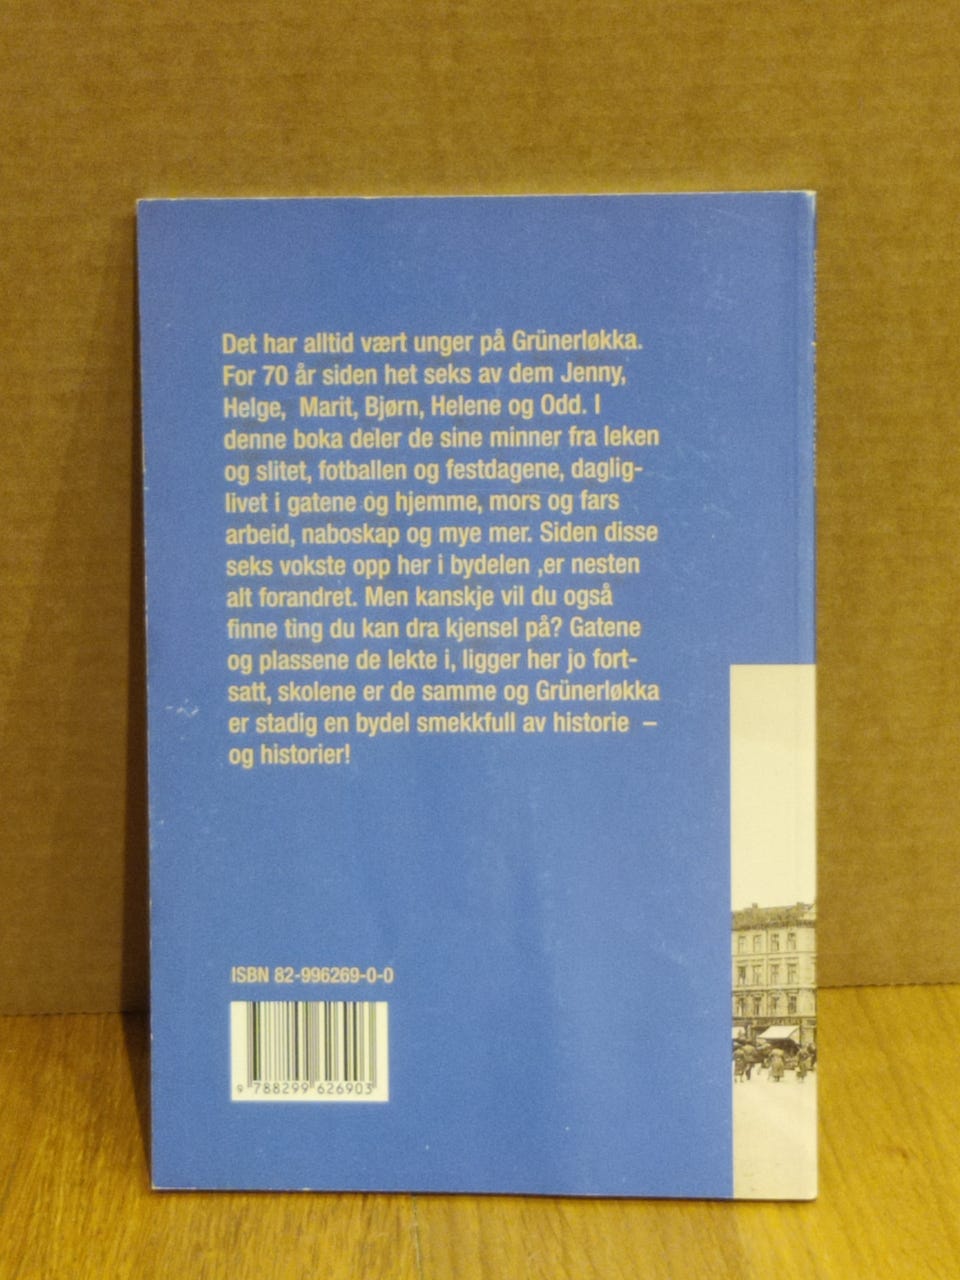 Det har alltid vært unger på Grünerløkka.
For 70 år siden het seks av dem Jenny,
Helge,  Marit, Bjørn, Helene og Odd. I
denne boka deler de sine minner fra leken
og slitet, fotballen og festdagene, daglig-
livet i gatene og hjemme, mors og fars
arbeid, naboskap og mye mer. Siden disse
seks vokste opp her i bydelen ,er nesten
alt forandret. Men kanskje vil du også
finne ting du kan dra kjensel på? Gatene
og plassene de lekte i, ligger her jo fort-
satt, skolene er de samme og Grünerløkka
er stadig en bydel smekkfull av historie  –
og historier!
ISBN 82-996269-0-0
9 788299 626903